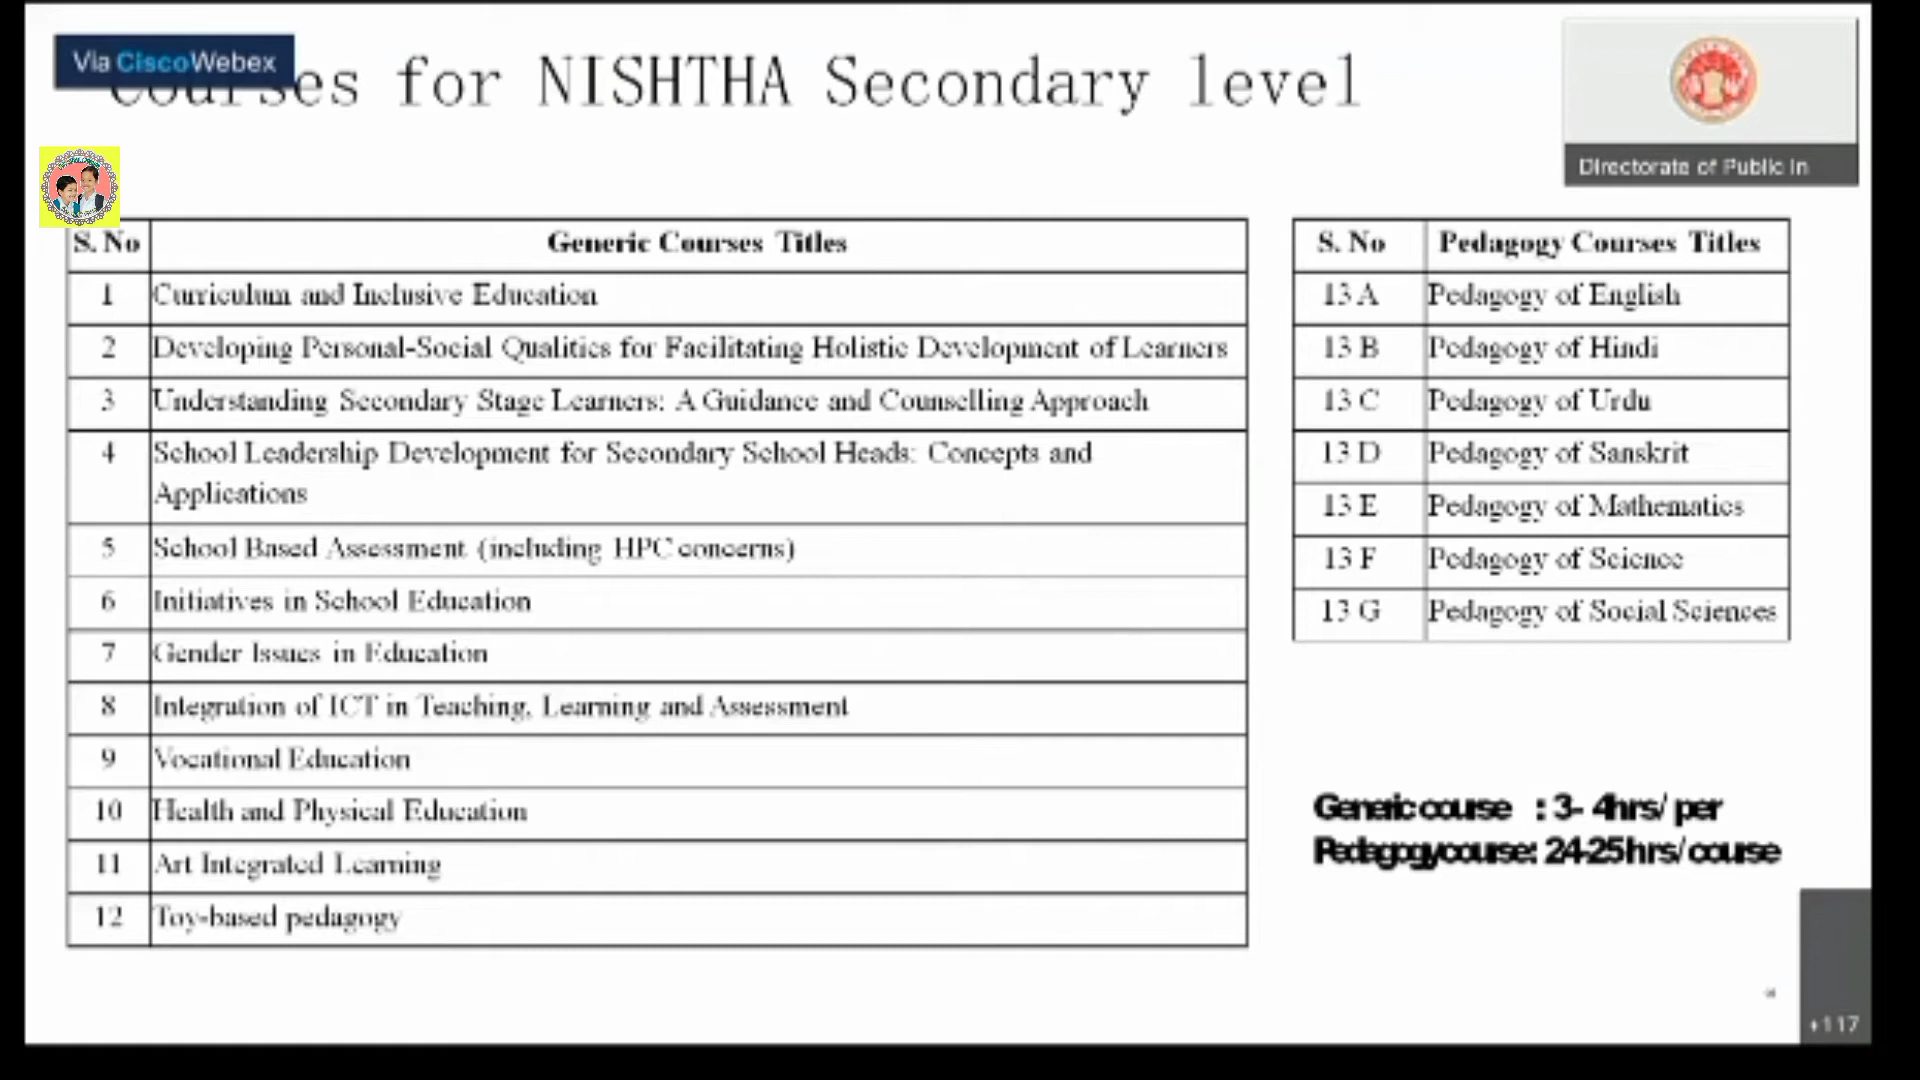 Via CiscoWebex
Courses for NISHTHA Secondary level
Directorate of Public In
S. No Generic Courses Titles
1 Curriculum and Inclusive Education
2 Developing Personal-Social Qualities for Facilitating Holistic Development of Learners
3 Understanding Secondary Stage Learners: A Guidance and Counselling Approach
4 School Leadership Development for Secondary School Heads: Concepts and
Applications
5 School Based Assessment (including HPC concerns)
6 Initiatives in School Education
7 Gender Issues in Education
8 Integration of ICT in Teaching, Learning and Assessment
9 Vocational Education
10 Health and Physical Education
11 Art Integrated Learning
12 Toy-based pedagogy
S. No Pedagogy Courses Titles
13 A Pedagogy of English
13 B Pedagogy of Hindi
13 C Pedagogy of Urdu
13 D Pedagogy of Sanskrit
13 E Pedagogy of Mathematics
13 F Pedagogy of Science
13 G Pedagogy of Social Sciences
Generic course : 3- 4hrs/ per
Pedagogy course: 24-25hrs/ course
+117